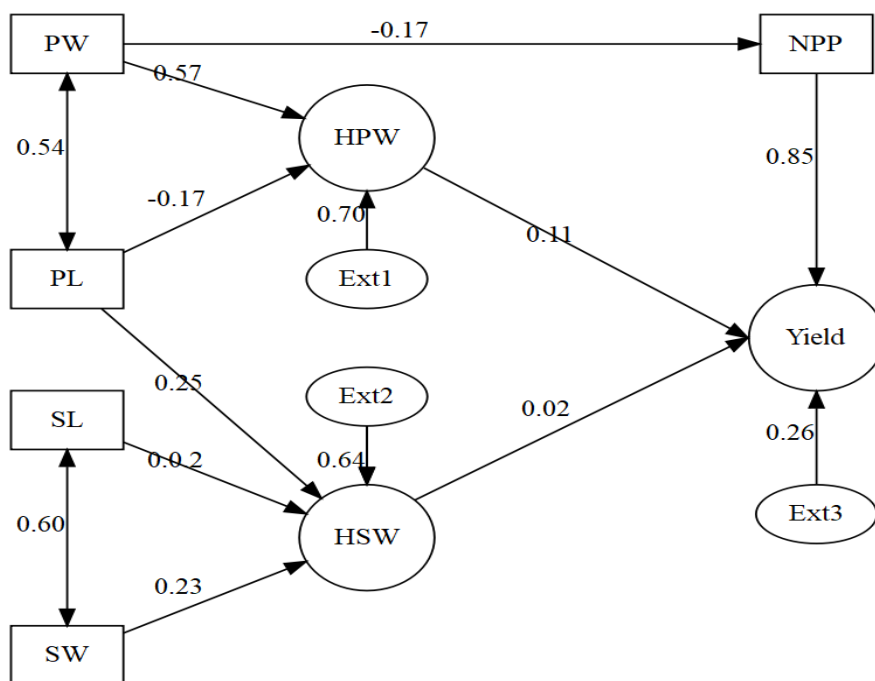 PW
-0.17
NPP
0.57
0.54
HPW
0.85
-0.17
0.70
0.11
PL
Ext1
Yield
0.25
Ext2
0.02
SL
0.0.2
0.64
0.26
0.60
HSW
Ext3
0.23
SW